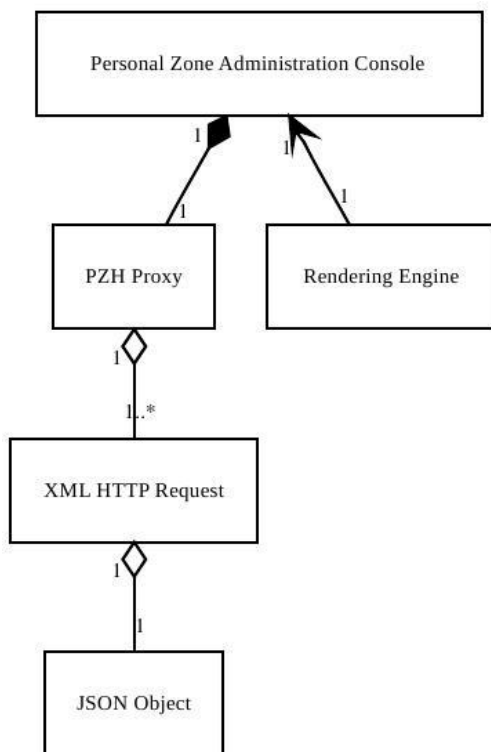 Personal Zone Administration Console
1
1
1
1
PZH Proxy
Rendering Engine
1
1..*
XML HTTP Request
1
1
JSON Object